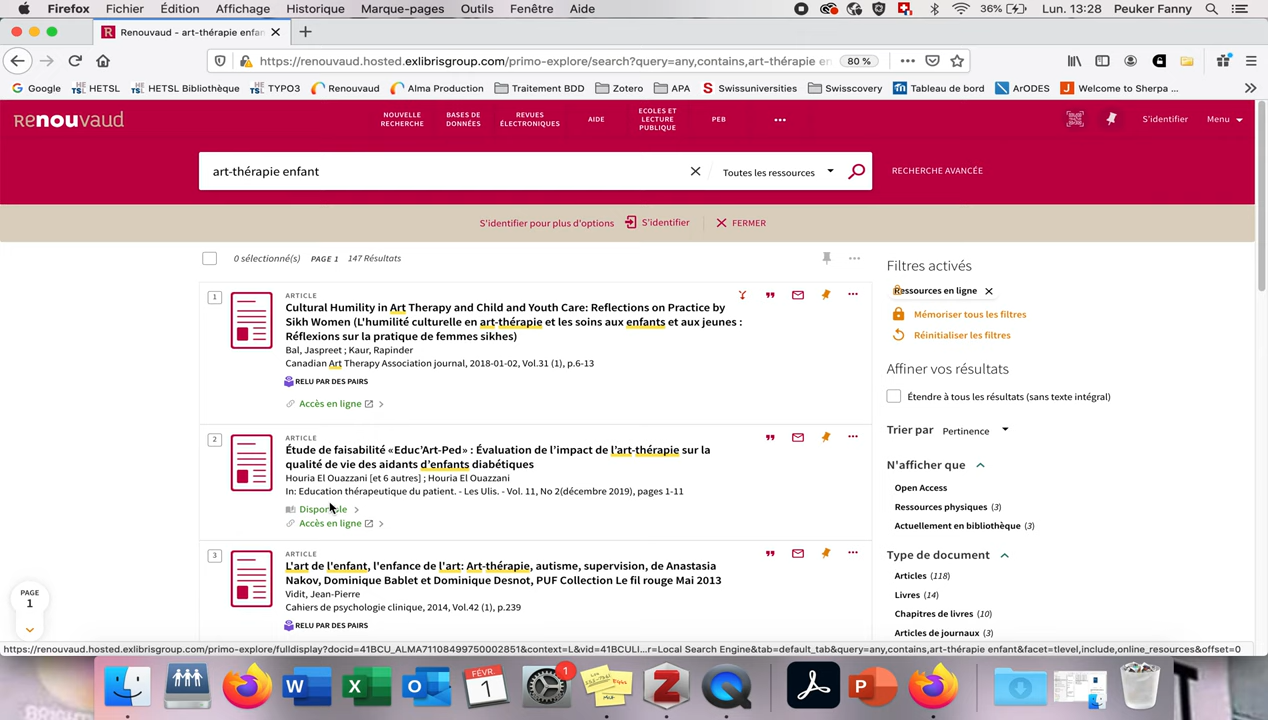 Firefox Fichier Édition Affichage Historique Marque-pages Outils Fenêtre Aide 36% Lun. 13:28 Peuker Fanny
R Renouvaud - art-thérapie enfan
https://renouvaud.hosted.exlibrisgroup.com/primo-explore/search?query=any,contains,art-thérapie en 80 %
Google HETSL HETSL Bibliothèque TYPO3 Renouvaud Alma Production Traitement BDD Zotero APA Swissuniversities Swisscovery Tableau de bord ArODES Welcome to Sherpa ...
Renouvaud
NOUVELLE RECHERCHE
BASES DE DONNÉES
REVUES ÉLECTRONIQUES
AIDE
ECOLES ET LECTURE PUBLIQUE
PEB
S'identifier Menu
art-thérapie enfant Toutes les ressources RECHERCHE AVANCÉE
S'identifier pour plus d'options S'identifier FERMER
0 sélectionné(s) PAGE 1 147 Résultats
1
ARTICLE
Cultural Humility in Art Therapy and Child and Youth Care: Reflections on Practice by
Sikh Women (L'humilité culturelle en art-thérapie et les soins aux enfants et aux jeunes :
Réflexions sur la pratique de femmes sikhes)
Bal, Jaspreet ; Kaur, Rapinder
Canadian Art Therapy Association journal, 2018-01-02, Vol.31 (1), p.6-13
RELU PAR DES PAIRS
Accès en ligne
2
ARTICLE
Étude de faisabilité «Educ'Art-Ped» : Évaluation de l'impact de l'art-thérapie sur la
qualité de vie des aidants d'enfants diabétiques
Houria El Ouazzani [et 6 autres] ; Houria El Ouazzani
In: Education thérapeutique du patient. - Les Ulis. - Vol. 11, No 2(décembre 2019), pages 1-11
Disponible
Accès en ligne
3
ARTICLE
L'art de l'enfant, l'enfance de l'art: Art-thérapie, autisme, supervision, de Anastasia
Nakov, Dominique Bablet et Dominique Desnot, PUF Collection Le fil rouge Mai 2013
Vidit, Jean-Pierre
Cahiers de psychologie clinique, 2014, Vol.42 (1), p.239
RELU PAR DES PAIRS
Filtres activés
Ressources en ligne
Mémoriser tous les filtres
Réinitialiser les filtres
Affiner vos résultats
Étendre à tous les résultats (sans texte intégral)
Trier par Pertinence
N'afficher que
Open Access
Ressources physiques (3)
Actuellement en bibliothèque (3)
Type de document
Articles (118)
Livres (14)
Chapitres de livres (10)
Articles de journaux (3)
PAGE
1
https://renouvaud.hosted.exlibrisgroup.com/primo-explore/fulldisplay?docid=41BCU_ALMA71108499750002851&context=L&vid=41BCULI...r=Local Search Engine&tab=default_tab&query=any,contains,art-thérapie enfant&facet=tlevel,include,online_resources&offset=0
W X O FÉVR. 1 1 Z P